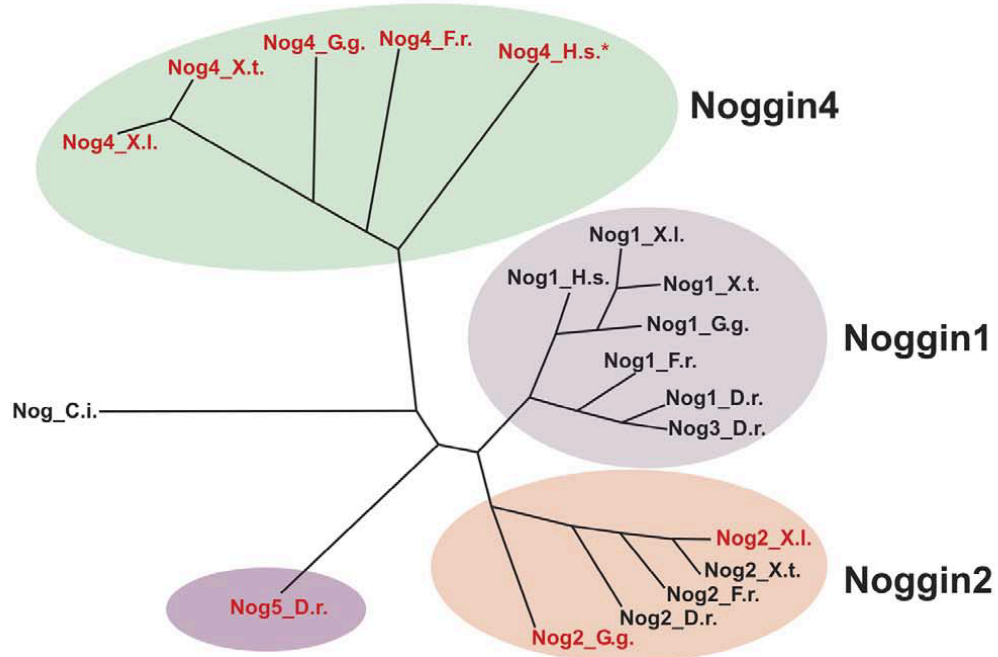 Nog4_G.g.
Nog4_F.r.
Nog4_H.s.*
Nog4_X.t.
Nog4_X.l.
Noggin4
Nog1_X.l.
Nog1_H.s.
Nog1_X.t.
Nog1_G.g.
Noggin1
Nog1_F.r.
Nog1_D.r.
Nog3_D.r.
Nog_C.i.
Nog2_X.l.
Nog2_X.t.
Noggin2
Nog2_F.r.
Nog2_D.r.
Nog2_G.g.
Nog5_D.r.